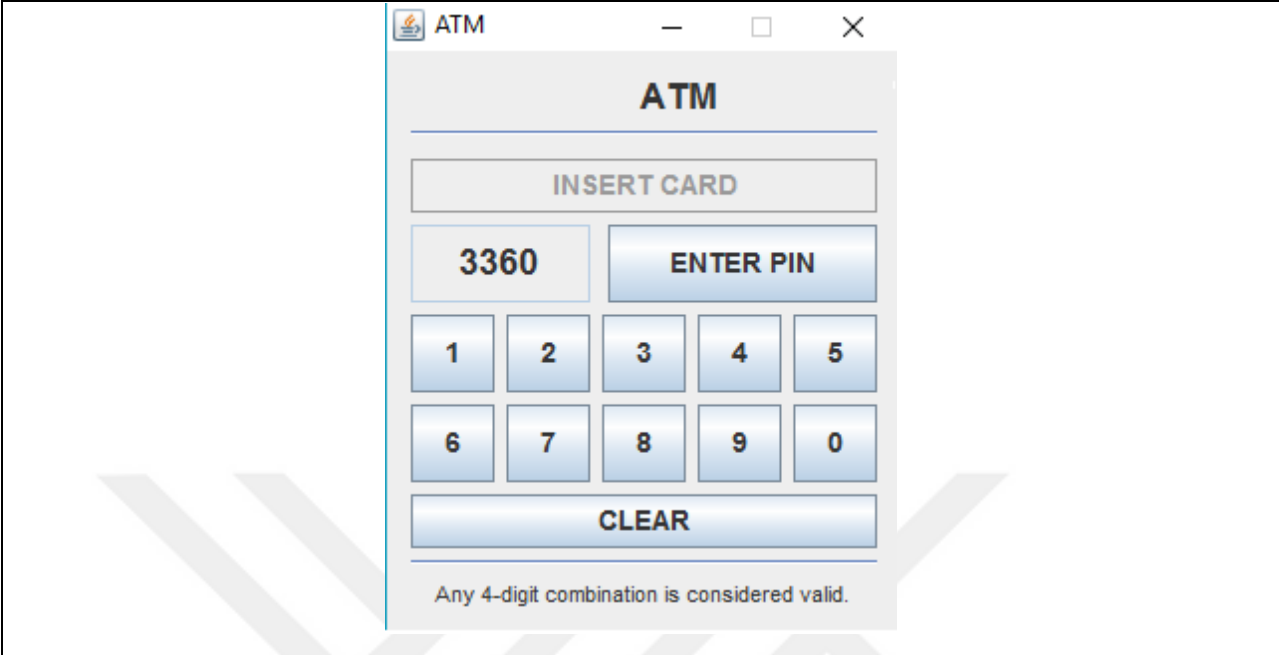 ATM
ATM
INSERT CARD
3360 ENTER PIN
1 2 3 4 5
6 7 8 9 0
CLEAR
Any 4-digit combination is considered valid.